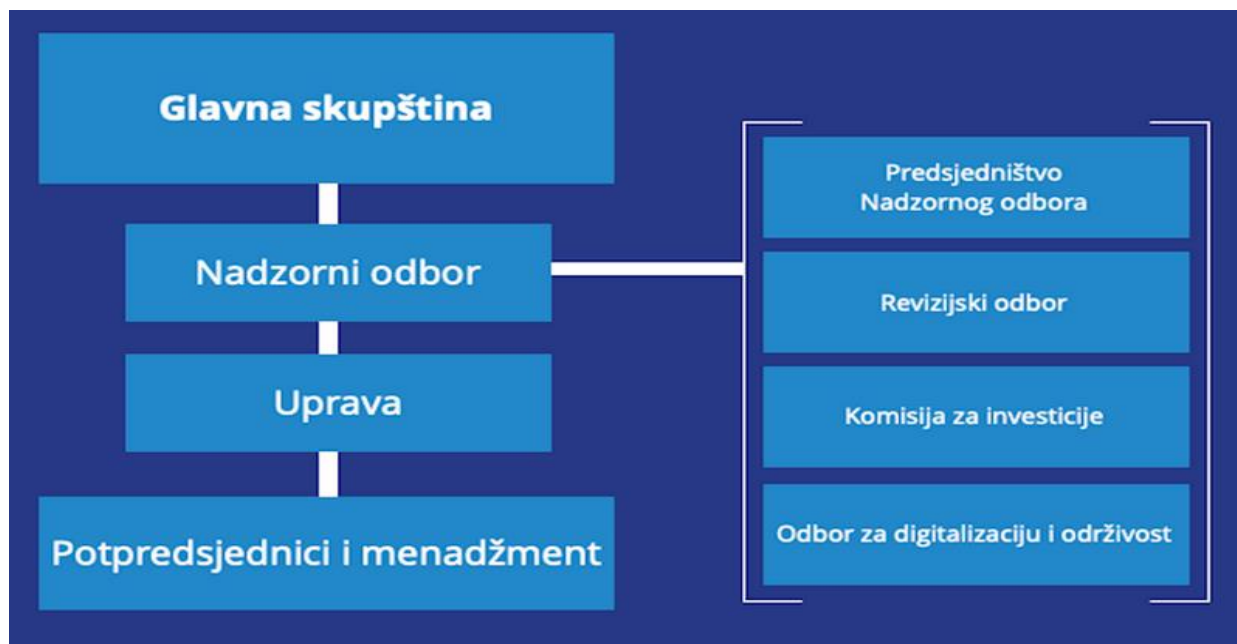 Glavna skupština
Nadzorni odbor
Uprava
Potpredsjednici i menadžment
Predsjedništvo
Nadzornog odbora
Revizijski odbor
Komisija za investicije
Odbor za digitalizaciju i održivost